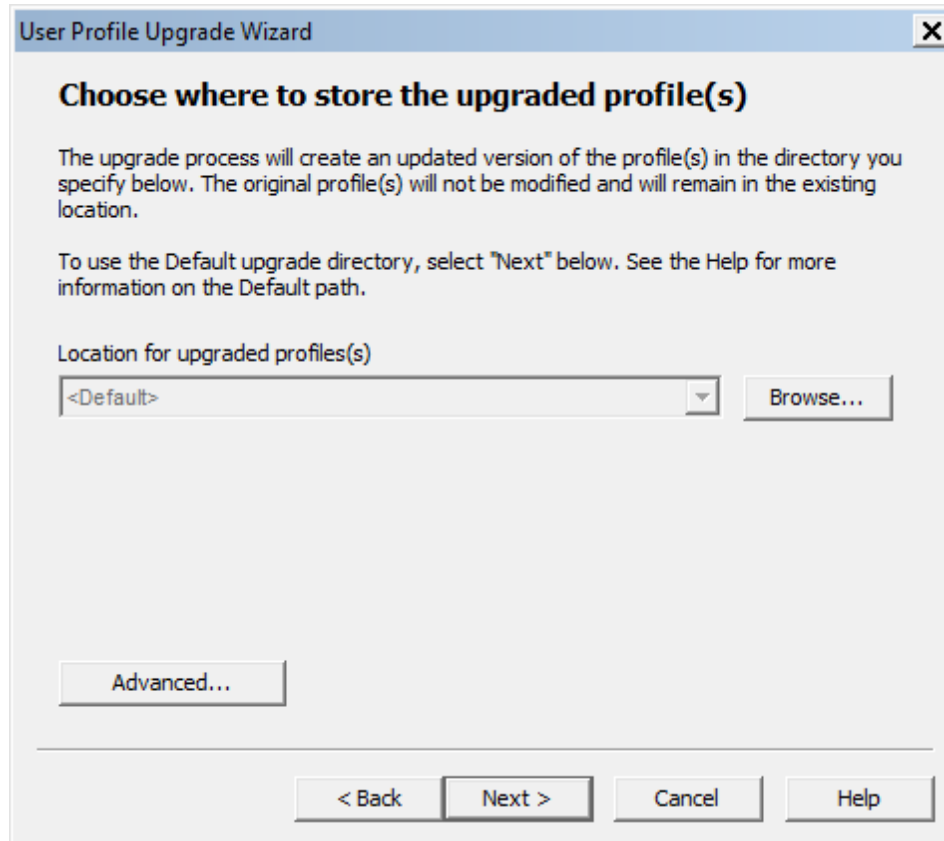 User Profile Upgrade Wizard
Choose where to store the upgraded profile(s)
The upgrade process will create an updated version of the profile(s) in the directory you
specify below. The original profile(s) will not be modified and will remain in the existing
location.
To use the Default upgrade directory, select "Next" below. See the Help for more
information on the Default path.
Location for upgraded profiles(s)
<Default>
Browse...
Advanced...
< Back
Next >
Cancel
Help